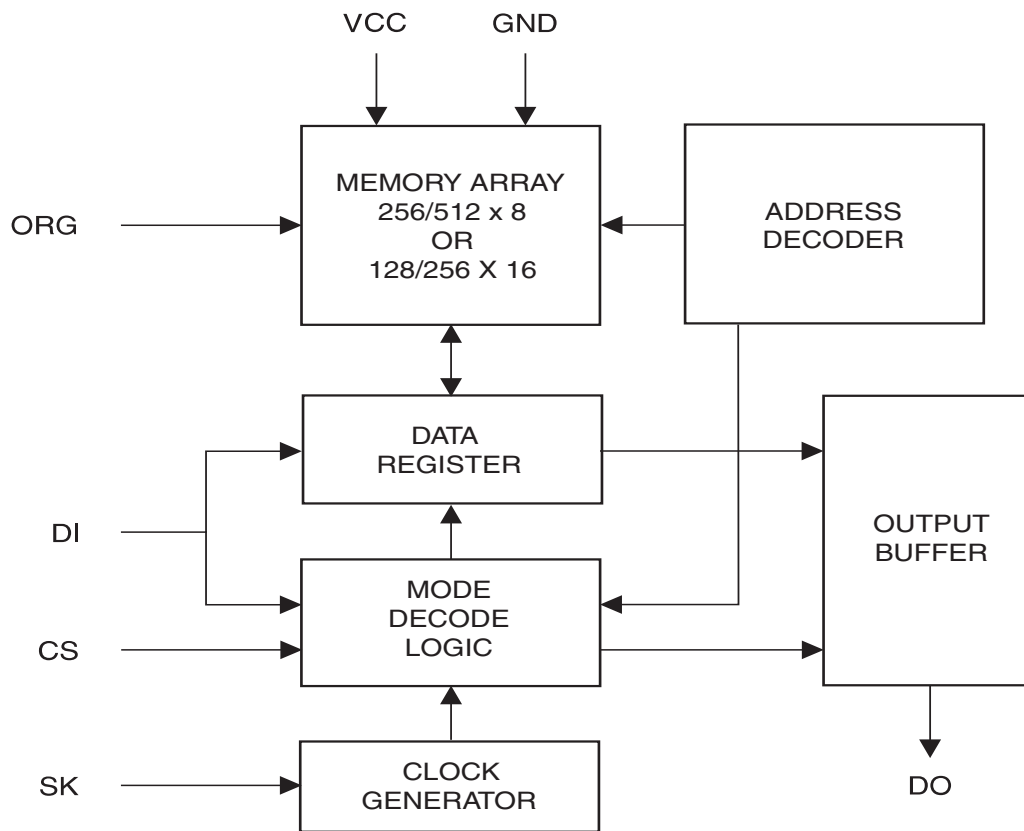 VCC
GND
MEMORY ARRAY
256/512 x 8
OR
128/256 X 16
ADDRESS
DECODER
ORG
DATA
REGISTER
DI
OUTPUT
BUFFER
MODE
DECODE
LOGIC
CS
CLOCK
GENERATOR
SK
DO